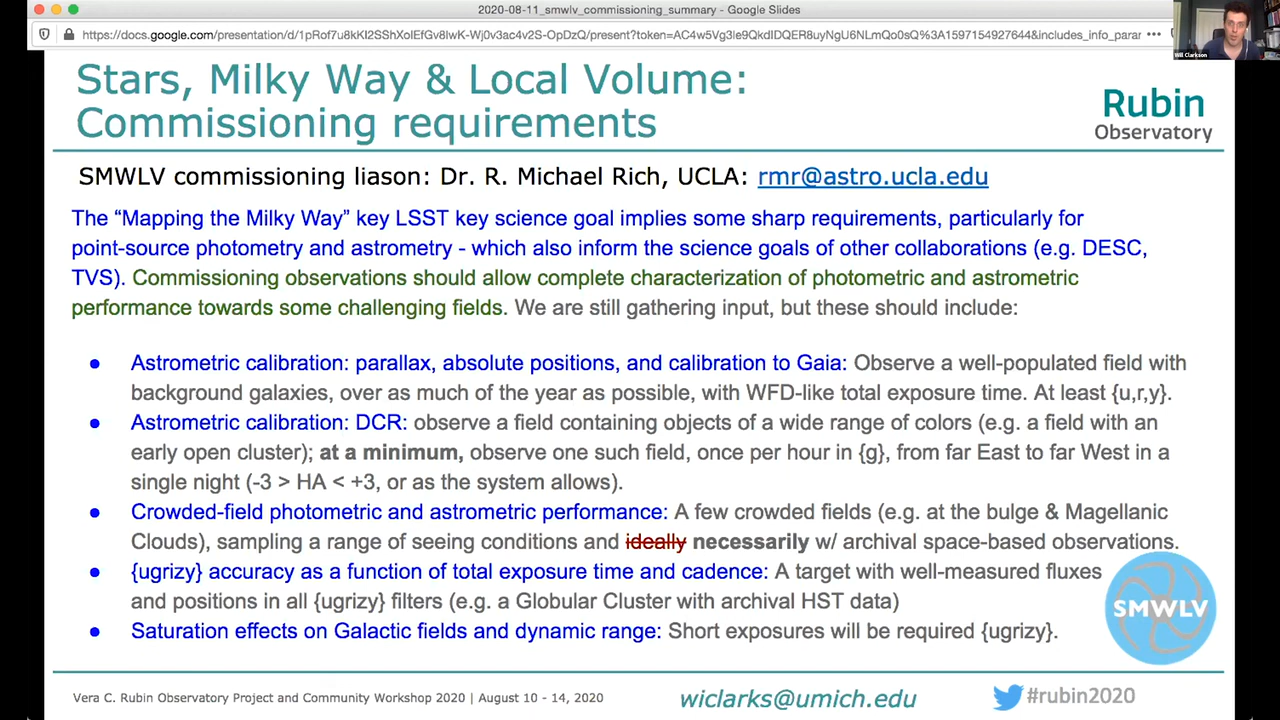 2020-08-11_smwlv_commissioning_summary - Google Slides
https://docs.google.com/presentation/d/
Will Clarkson
Stars, Milky Way & Local Volume:
Commissioning requirements
Rubin
Observatory
SMWLV commissioning liason: Dr. R. Michael Rich, UCLA: rmr@astro.ucla.edu
The “Mapping the Milky Way” key LSST key science goal implies some sharp requirements, particularly for
point-source photometry and astrometry - which also inform the science goals of other collaborations (e.g. DESC,
TVS). Commissioning observations should allow complete characterization of photometric and astrometric
performance towards some challenging fields. We are still gathering input, but these should include:
● Astrometric calibration: parallax, absolute positions, and calibration to Gaia: Observe a well-populated field with
background galaxies, over as much of the year as possible, with WFD-like total exposure time. At least {u,r,y}.
● Astrometric calibration: DCR: observe a field containing objects of a wide range of colors (e.g. a field with an
early open cluster); at a minimum, observe one such field, once per hour in {g}, from far East to far West in a
single night (-3 > HA < +3, or as the system allows).
● Crowded-field photometric and astrometric performance: A few crowded fields (e.g. at the bulge & Magellanic
Clouds), sampling a range of seeing conditions and ideally necessarily w/ archival space-based observations.
● {ugrizy} accuracy as a function of total exposure time and cadence: A target with well-measured fluxes
and positions in all {ugrizy} filters (e.g. a Globular Cluster with archival HST data)
● Saturation effects on Galactic fields and dynamic range: Short exposures will be required {ugrizy}.
SMWLV
Vera C. Rubin Observatory Project and Community Workshop 2020 | August 10 - 14, 2020
wiclarks@umich.edu
#rubin2020